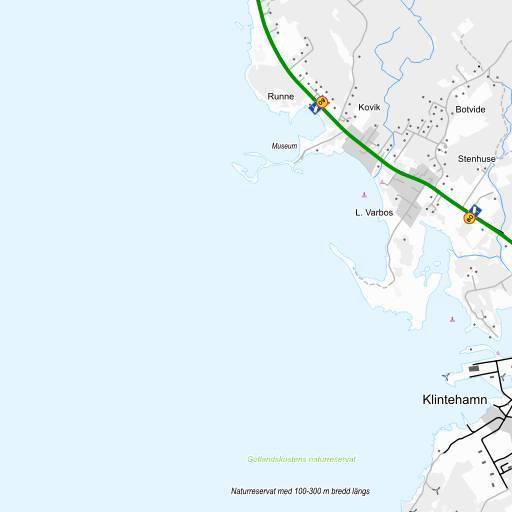 Runne
Kovik
Botvide
Museum
Stenhuse
L. Varbos
Klintehamn
Gotlandskustens naturreservat
Naturreservat med 100-300 m bredd längs